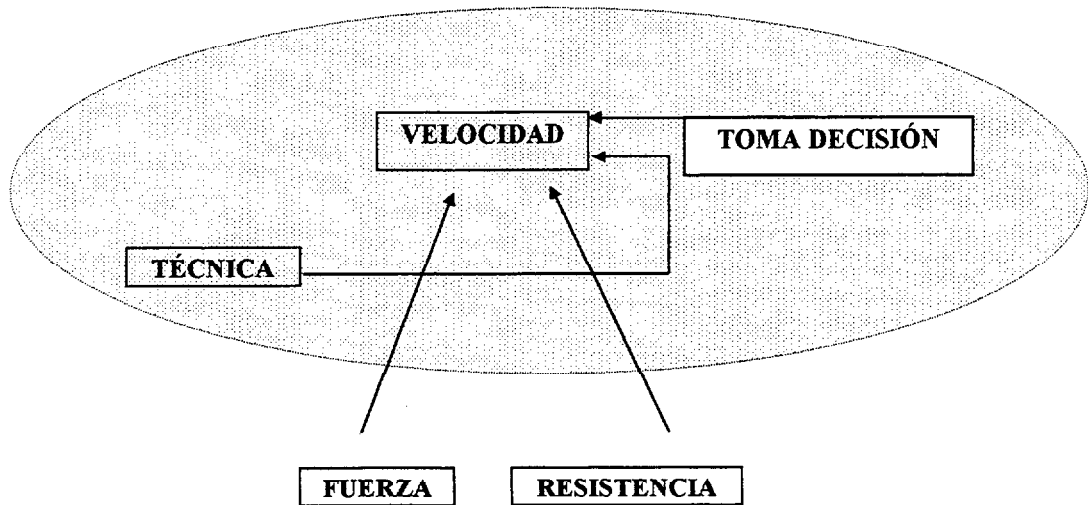 VELOCIDAD
TOMA DECISIÓN
TÉCNICA
FUERZA
RESISTENCIA